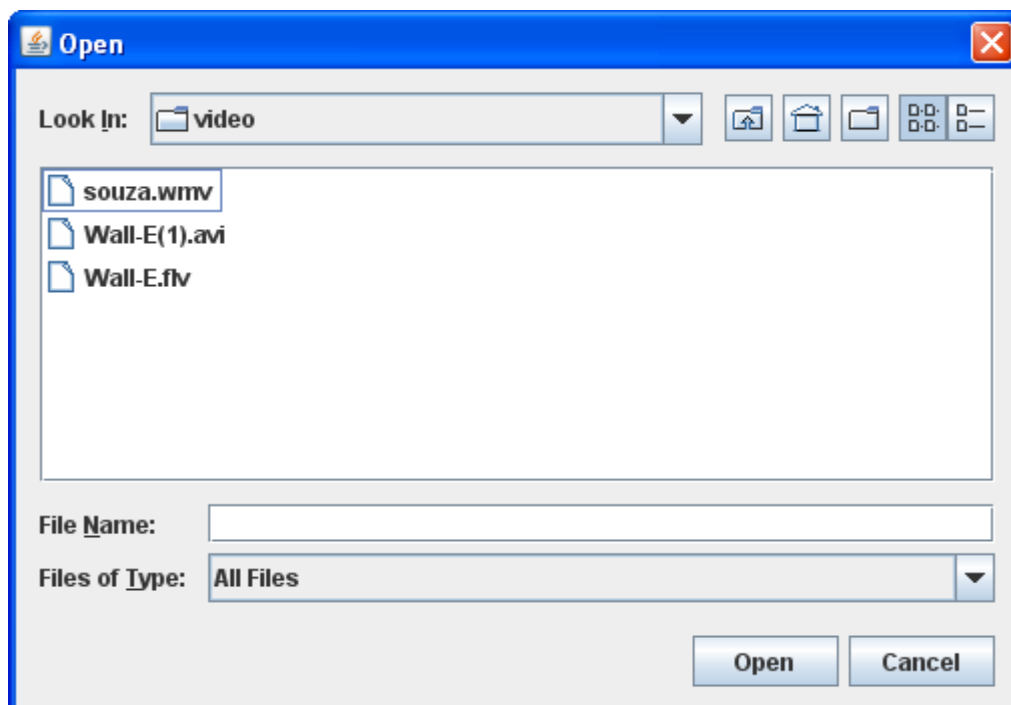 Open
Look In: video
souza.wmv
Wall-E(1).avi
Wall-E.flv
File Name:
Files of Type: All Files
Open Cancel